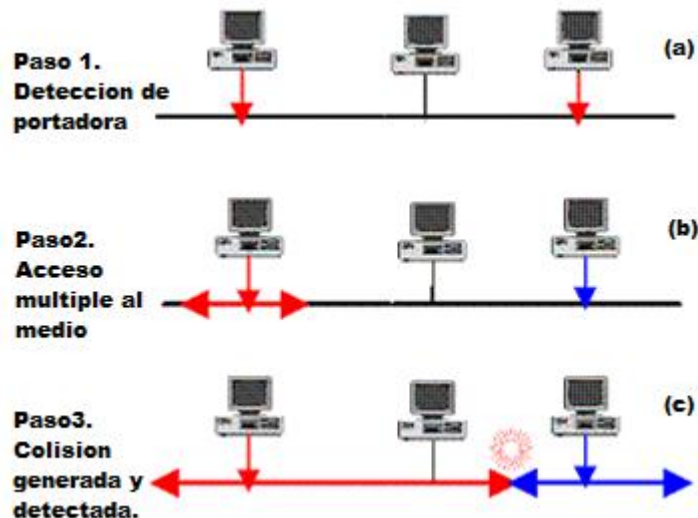 Paso 1.
Deteccion de
portadora
(a)
Paso2.
Acceso
multiple al
medio
(b)
Paso3.
Colision
generada y
detectada.
(c)